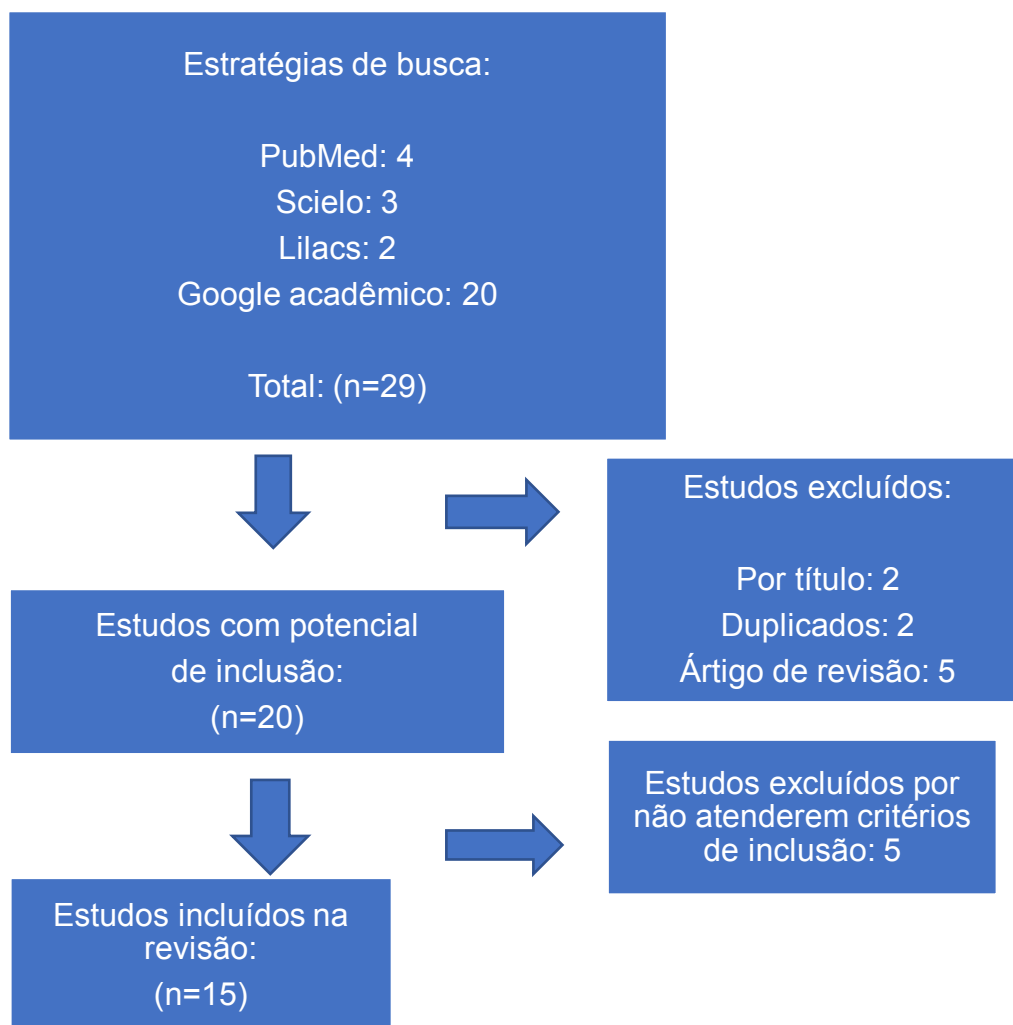 Estratégias de busca:
PubMed: 4
Scielo: 3
Lilacs: 2
Google acadêmico: 20
Total: (n=29)
Estudos excluídos:
Por título: 2
Duplicados: 2
Ártigo de revisão: 5
Estudos com potencial
de inclusão:
(n=20)
Estudos excluídos por
não atenderem critérios
de inclusão: 5
Estudos incluídos na
revisão:
(n=15)